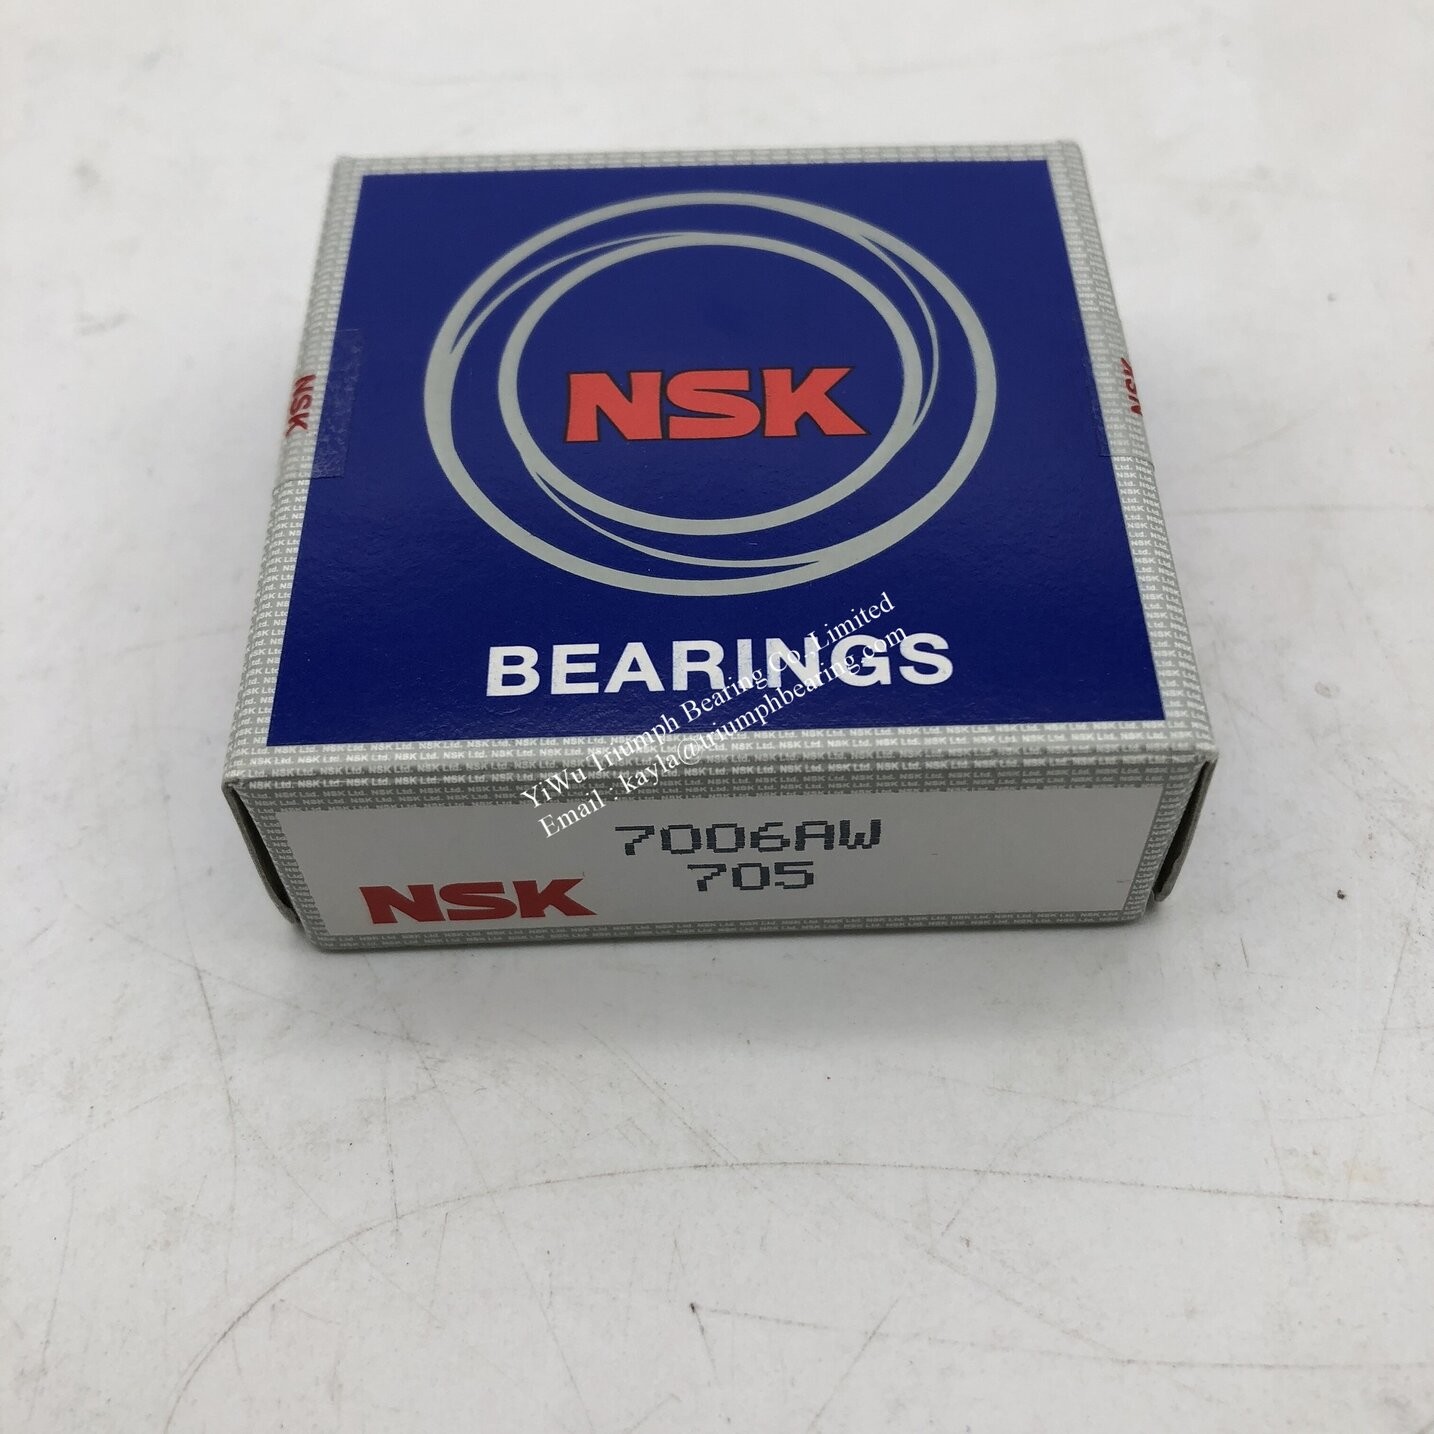 NSK
NSK
NSK
BEARINGS
YiWu Triumph Bearing Co.,Limited
Email : kayla@triumphbearing.com
7006AW
705
NSK